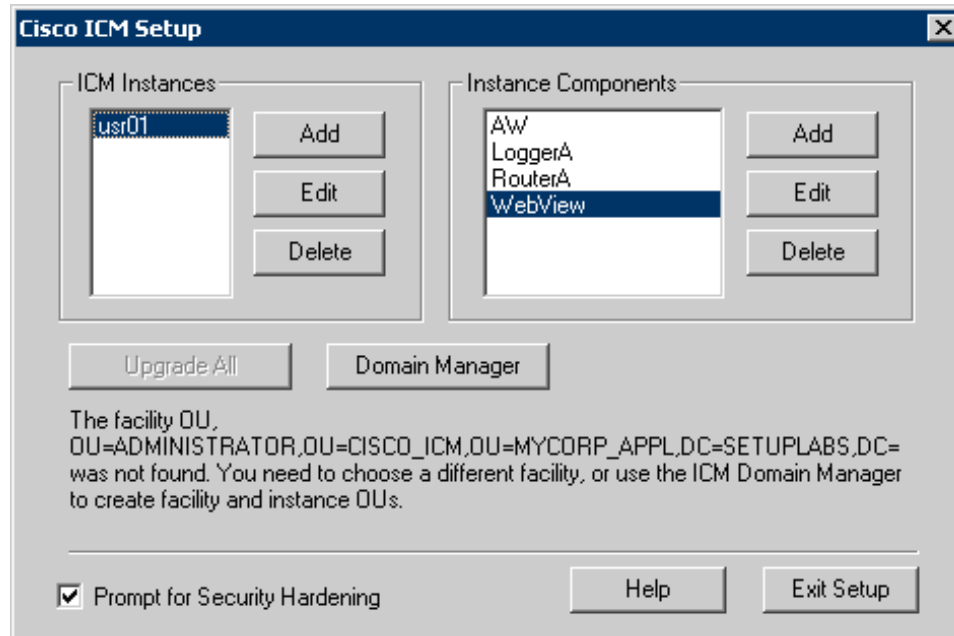 Cisco ICM Setup
ICM Instances
usr01
Add
Edit
Delete
Instance Components
AW
LoggerA
RouterA
WebView
Add
Edit
Delete
Upgrade All
Domain Manager
The facility OU,
OU=ADMINISTRATOR,OU=CISCO_ICM,OU=MYCORP_APPL,DC=SETUPLABS,DC=
was not found. You need to choose a different facility, or use the ICM Domain Manager
to create facility and instance OUs.
Prompt for Security Hardening
Help
Exit Setup